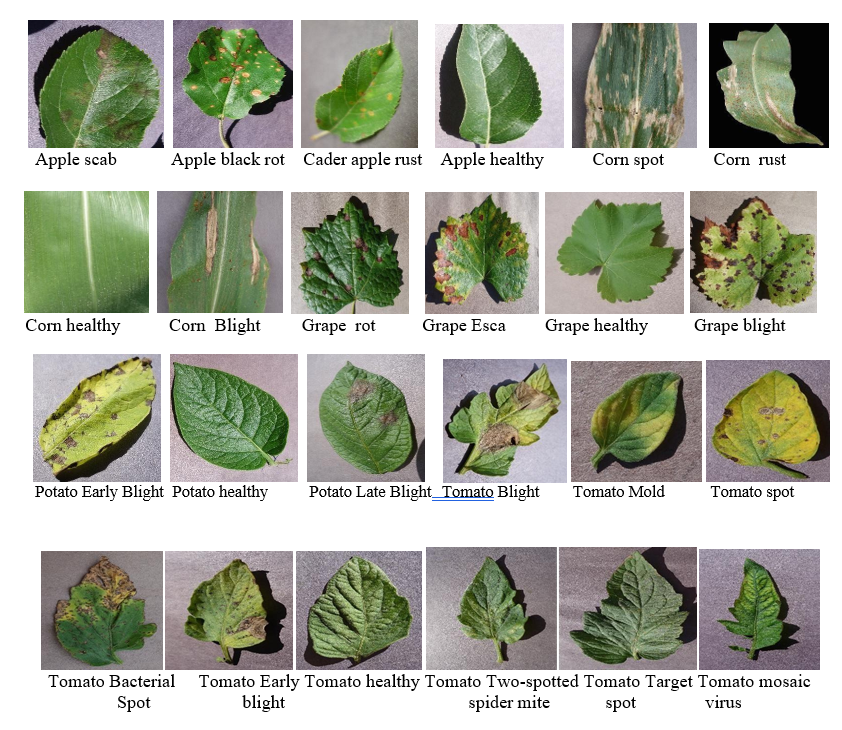 Apple scab Apple black rot Cader apple rust Apple healthy Corn spot Corn rust
Corn healthy Corn Blight Grape rot Grape Esca Grape healthy Grape blight
Potato Early Blight Potato healthy Potato Late Blight Tomato Blight Tomato Mold Tomato spot
Tomato Bacterial Tomato Early Tomato healthy Tomato Two-spotted Tomato Target Tomato mosaic
Spot blight spider mite spot virus